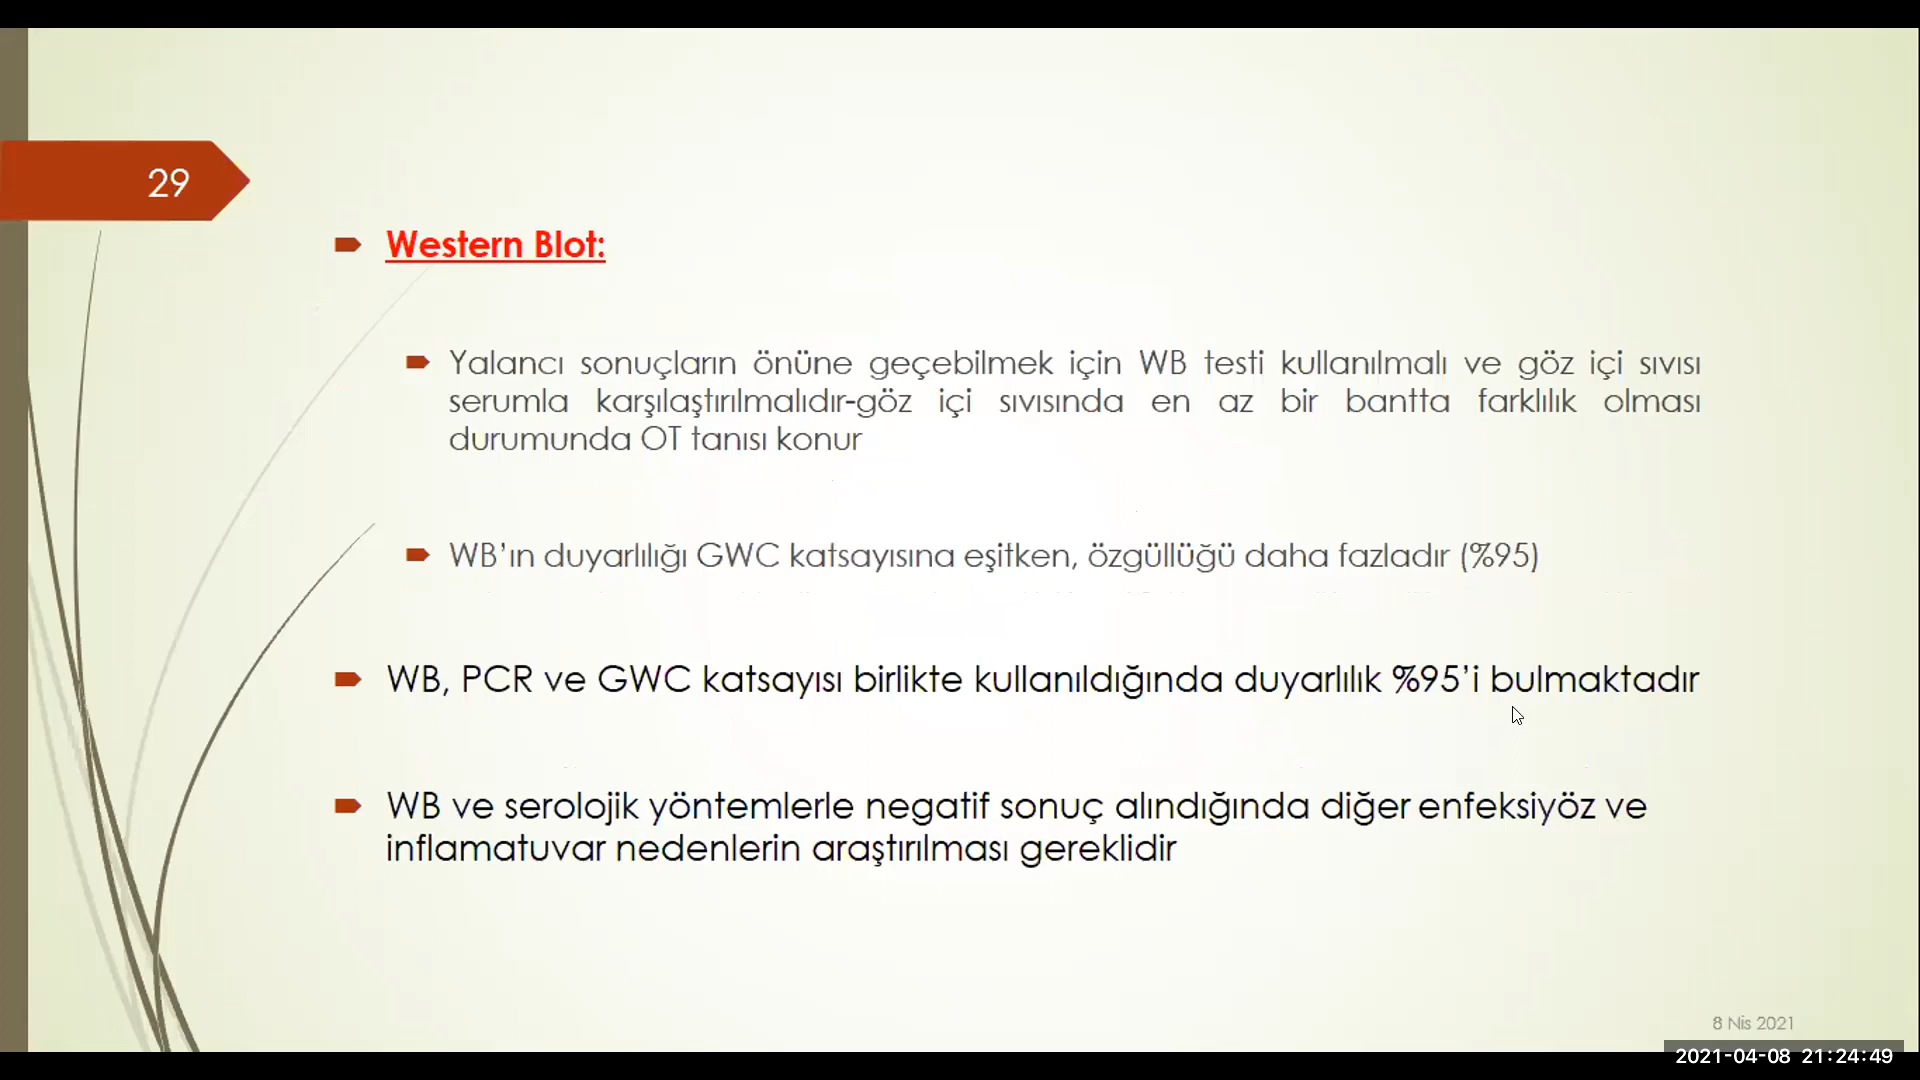 29
Western Blot:
Yalancı sonuçların önüne geçebilmek için WB testi kullanılmalı ve göz içi sıvısı
serumla karşılaştırılmalıdır-göz içi sıvısında en az bir bantta farklılık olması
durumunda OT tanısı konur
WB’ın duyarlılığı GWC katsayısına eşitken, özgüllüğü daha fazladır (%95)
WB, PCR ve GWC katsayısı birlikte kullanıldığında duyarlılık %95’i bulmaktadır
WB ve serolojik yöntemlerle negatif sonuç alındığında diğer enfeksiyöz ve
inflamatuvar nedenlerin araştırılması gereklidir
8 Nis 2021
2021-04-08 21:24:49